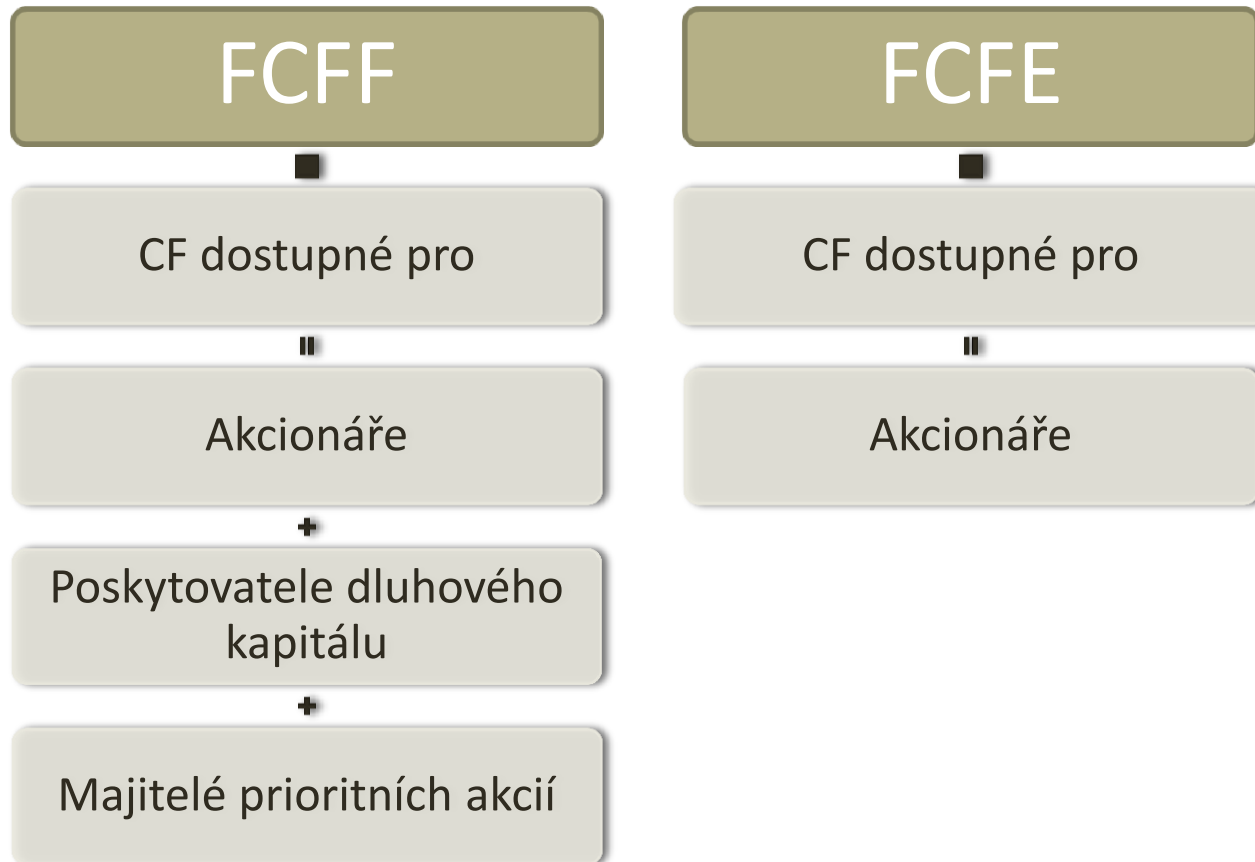 FCFF
CF dostupné pro
Akcionáře
Poskytovatele dluhového
kapitálu
Majitelé prioritních akcií
FCFE
CF dostupné pro
Akcionáře